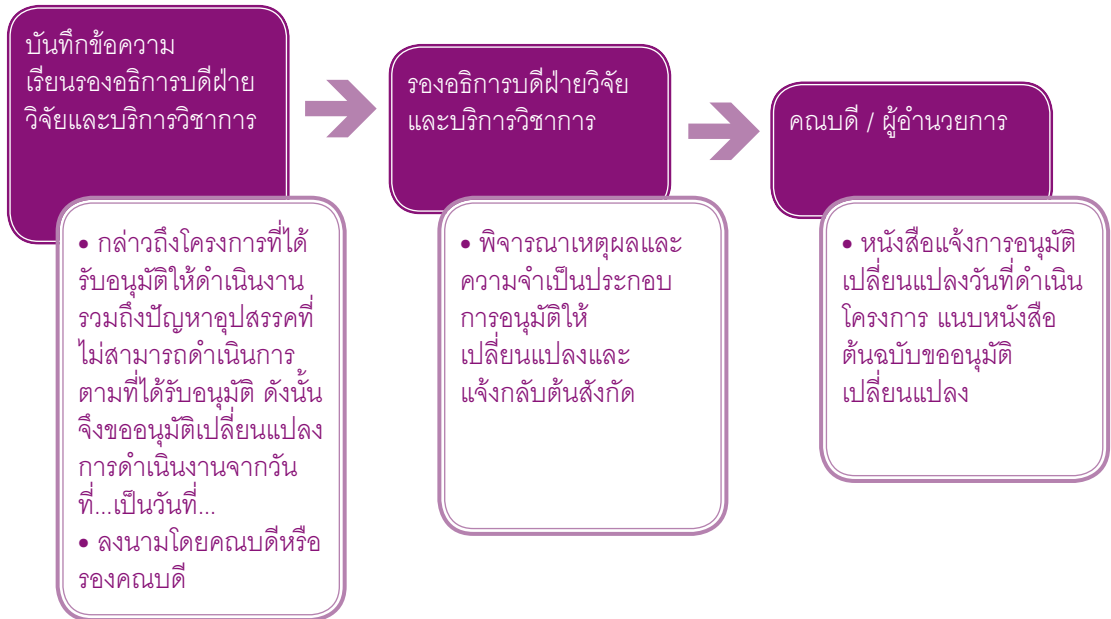 บันทึกข้อความ
เรียนรองอธิการบดีฝ่าย
วิจัยและบริการวิชาการ
• กล่าวถึงโครงการที่ได้
รับอนุมัติให้ดำเนินงาน
รวมถึงปัญหาอุปสรรคที่
ไม่สามารถดำเนินการ
ตามที่ได้รับอนุมัติ ดังนั้น
จึงขออนุมัติเปลี่ยนแปลง
การดำเนินงานจากวัน
ที่...เป็นวันที่...
• ลงนามโดยคณบดีหรือ
รองคณบดี
รองอธิการบดีฝ่ายวิจัย
และบริการวิชาการ
• พิจารณาเหตุผลและ
ความจำเป็นประกอบ
การอนุมัติให้
เปลี่ยนแปลงและ
แจ้งกลับต้นสังกัด
คณบดี / ผู้อำนวยการ
• หนังสือแจ้งการอนุมัติ
เปลี่ยนแปลงวันที่ดำเนิน
โครงการ แนบหนังสือ
ต้นฉบับขออนุมัติ
เปลี่ยนแปลง